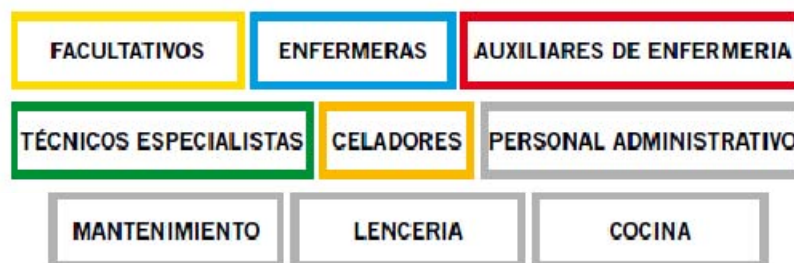 FACULTATIVOS ENFERMERAS AUXILIARES DE ENFERMERIA
TÉCNICOS ESPECIALISTAS CELADORES PERSONAL ADMINISTRATIVO
MANTENIMIENTO LENCERIA COCINA